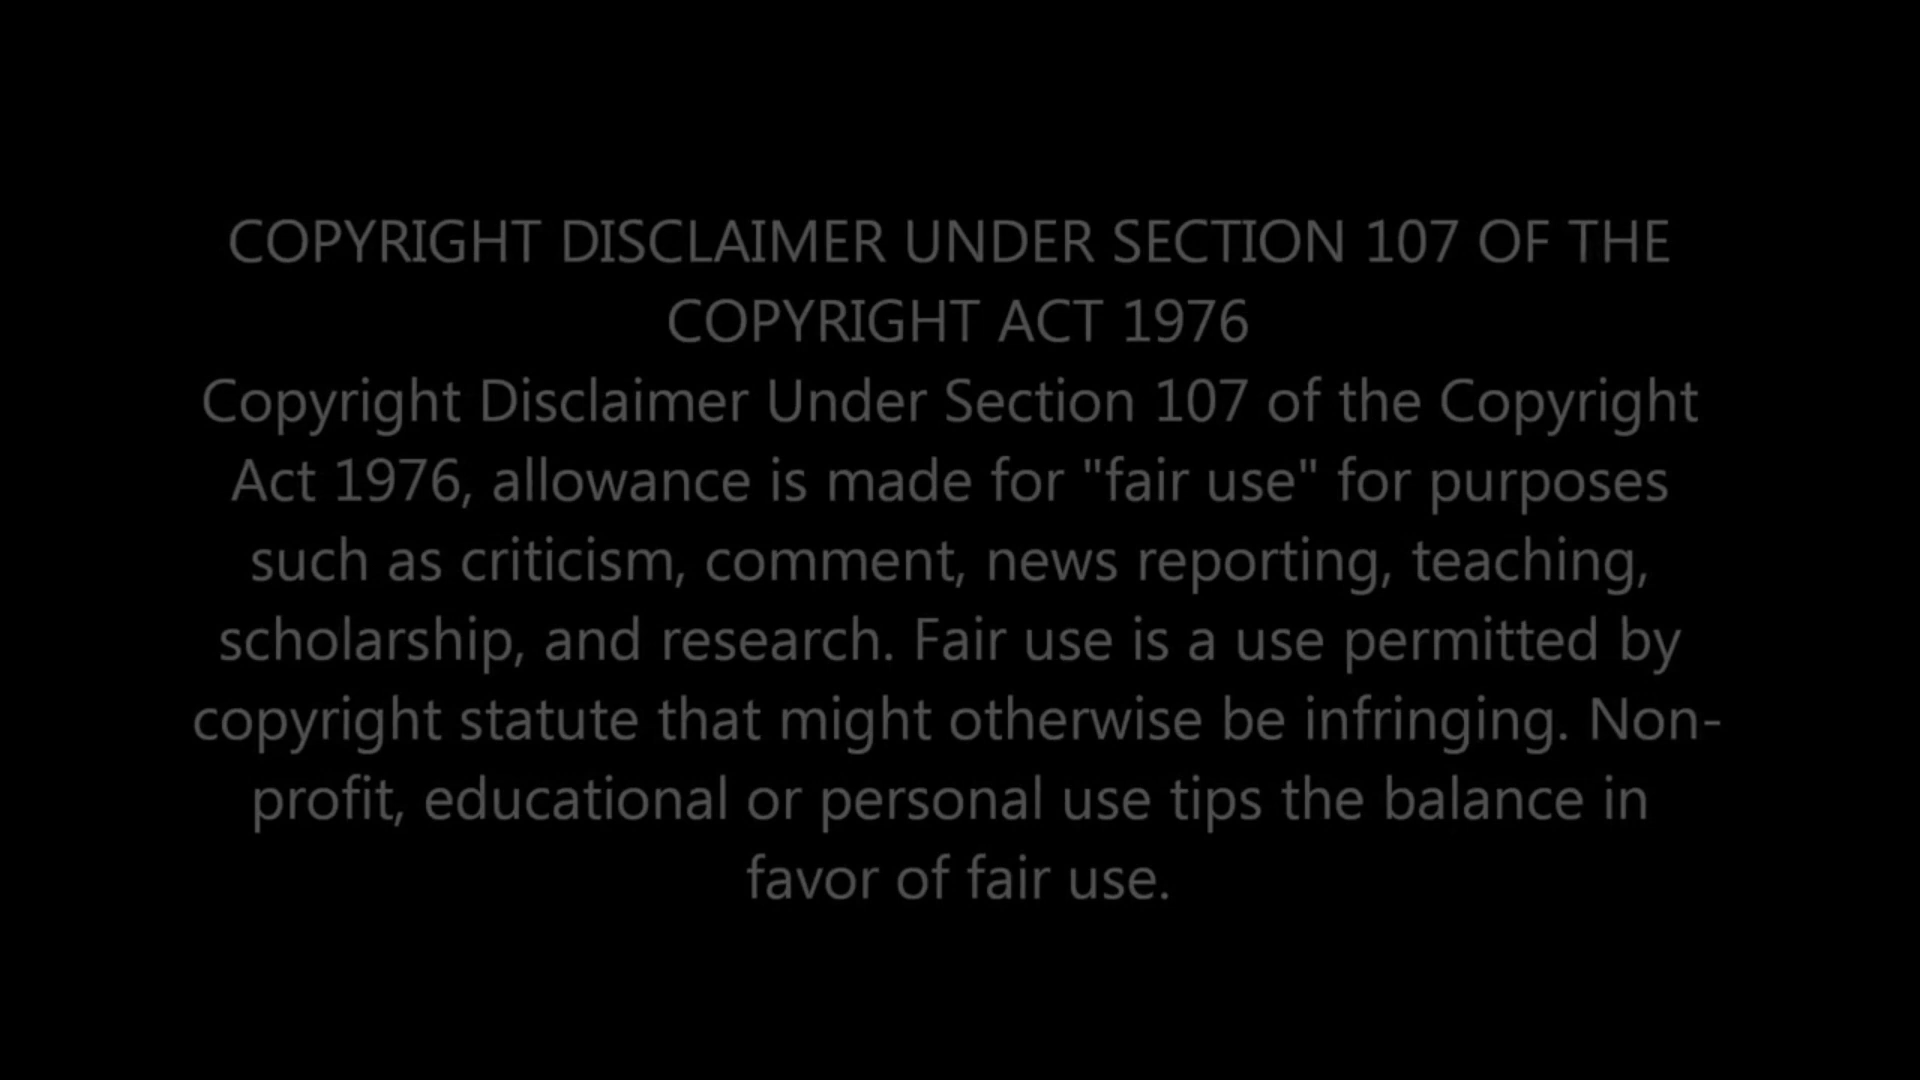 COPYRIGHT DISCLAIMER UNDER SECTION 107 OF THE
COPYRIGHT ACT 1976
Copyright Disclaimer Under Section 107 of the Copyright
Act 1976, allowance is made for "fair use" for purposes
such as criticism, comment, news reporting, teaching,
scholarship, and research. Fair use is a use permitted by
copyright statute that might otherwise be infringing. Non-
profit, educational or personal use tips the balance in
favor of fair use.